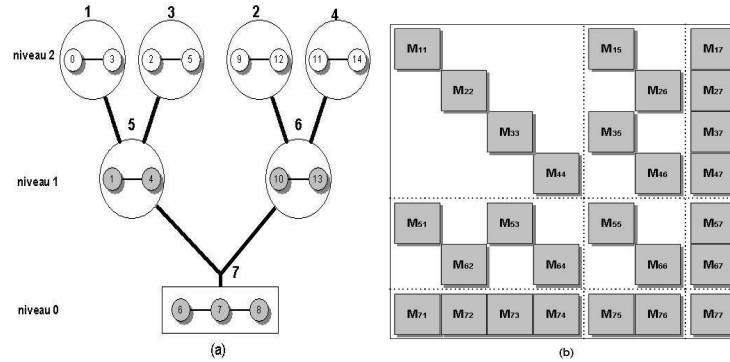 1 3 2 4
niveau 2
0 3 2 5 9 12 11 14
5 6
niveau 1
1 4 10 13
7
niveau 0
6 7 8
(a)
M11 M15 M17
M22 M26 M27
M33 M35 M37
M44 M46 M47
M51 M53 M55 M57
M62 M64 M66 M67
M71 M72 M73 M74 M75 M76 M77
(b)